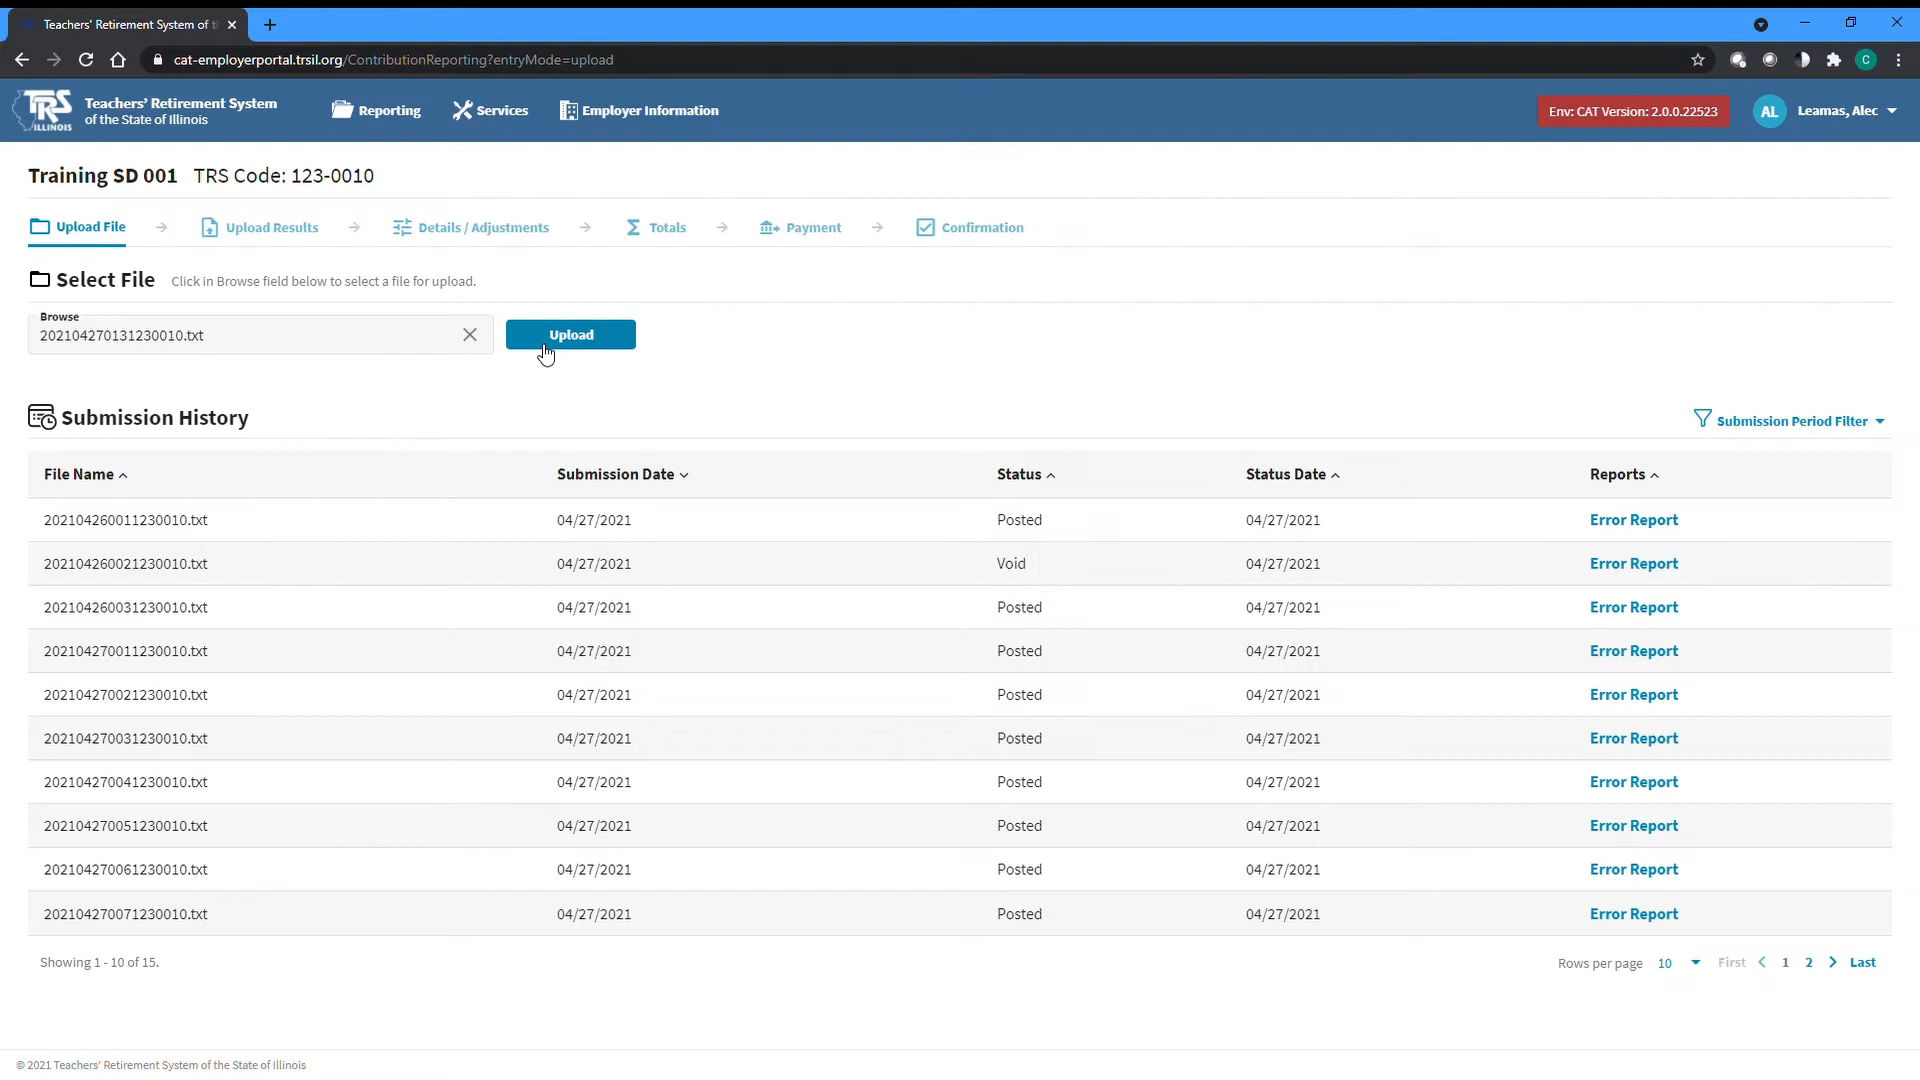 Teachers' Retirement System of t
cat-employerportal.trsil.org/ContributionReporting?entryMode=upload
C
TRS
ILLINOIS
Teachers' Retirement System
of the State of Illinois
Reporting
Services
Employer Information
Env: CAT Version: 2.0.0.22523
AL
Leamas, Alec
Training SD 001 TRS Code: 123-0010
Upload File
Upload Results
Details / Adjustments
Totals
Payment
Confirmation
Select File Click in Browse field below to select a file for upload.
Browse
202104270131230010.txt
Upload
Submission History
Submission Period Filter
File Name Submission Date Status Status Date Reports
202104260011230010.txt 04/27/2021 Posted 04/27/2021 Error Report
202104260021230010.txt 04/27/2021 Void 04/27/2021 Error Report
202104260031230010.txt 04/27/2021 Posted 04/27/2021 Error Report
202104270011230010.txt 04/27/2021 Posted 04/27/2021 Error Report
202104270021230010.txt 04/27/2021 Posted 04/27/2021 Error Report
202104270031230010.txt 04/27/2021 Posted 04/27/2021 Error Report
202104270041230010.txt 04/27/2021 Posted 04/27/2021 Error Report
202104270051230010.txt 04/27/2021 Posted 04/27/2021 Error Report
202104270061230010.txt 04/27/2021 Posted 04/27/2021 Error Report
202104270071230010.txt 04/27/2021 Posted 04/27/2021 Error Report
Showing 1 - 10 of 15.
Rows per page 10 First 1 2 Last
© 2021 Teachers' Retirement System of the State of Illinois